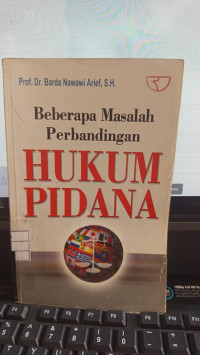 Prof. Dr. Barda Nawawi Arief, S.H.
Beberapa Masalah
Perbandingan
HUKUM
PIDANA